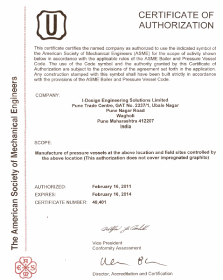 CERTIFICATE OF
AUTHORIZATION
This certificate certifies the named company as authorized to use the indicated symbol of
the American Society of Mechanical Engineers (ASME) for the scope of activity shown
below in accordance with the applicable rules of the ASME Boiler and Pressure Vessel
Code. The use of the Code symbol and the authority granted by this Certificate of
Authorization are subject to the provisions of the agreement set forth in the application.
Any construction stamped with this symbol shall have been built strictly in accordance
with the provisions of the ASME Boiler and Pressure Vessel Code.
COMPANY:
I Design Engineering Solutions Limited
Pune Trade Centre, GAT No. 2323/1, Ubale Nagar
Pune Nagar Road
Wagholi
Pune Maharashtra 412207
INDIA
SCOPE:
Manufacture of pressure vessels at the above location and field sites controlled by
the above location (This authorization does not cover impregnated graphite)
AUTHORIZED: February 16, 2011
EXPIRES: February 16, 2014
CERTIFICATE NUMBER: 40,401
Vice President
Conformity Assessment
Director, Accreditation and Certification
The American Society of Mechanical Engineers
U